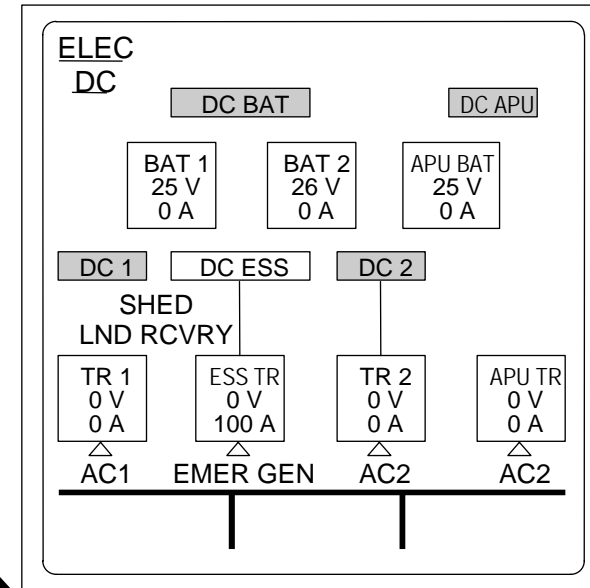 ELEC
DC
DC BAT DC APU
BAT 1 BAT 2 APU BAT
25 V 26 V 25 V
0 A 0 A 0 A
DC 1 DC ESS DC 2
SHED
LND RCVRY
TR 1 ESS TR TR 2 APU TR
0 V 0 V 0 V 0 V
0 A 100 A 0 A 0 A
AC1 EMER GEN AC2 AC2